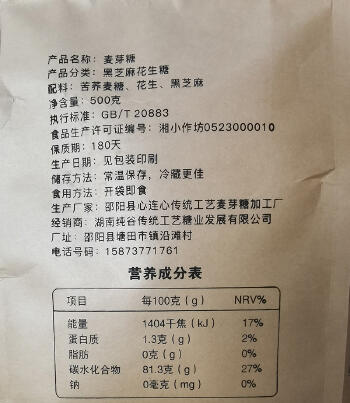 产品名称：麦芽糖
产品分类：黑芝麻花生糖
配料：苦荞麦糖、花生、黑芝麻
净含量：500克
执行标准：GB/T 20883
食品生产许可证编号：湘小作坊0523000010
保质期：180天
生产日期：见包装印刷
储存方法：常温保存，冷藏更佳
食用方法：开袋即食
生产厂家：邵阳县心连心传统工艺麦芽糖加工厂
经销商：湖南纯谷传统工艺糖业发展有限公司
厂址：邵阳县塘田市镇沿滩村
电话号码：15873771761
营养成分表
项目 每100克（g） NRV%
能量 1404千焦（kJ） 17%
蛋白质 1.3克（g） 2%
脂肪 0克（g） 0%
碳水化合物 81.3克（g） 27%
钠 0毫克（mg） 0%